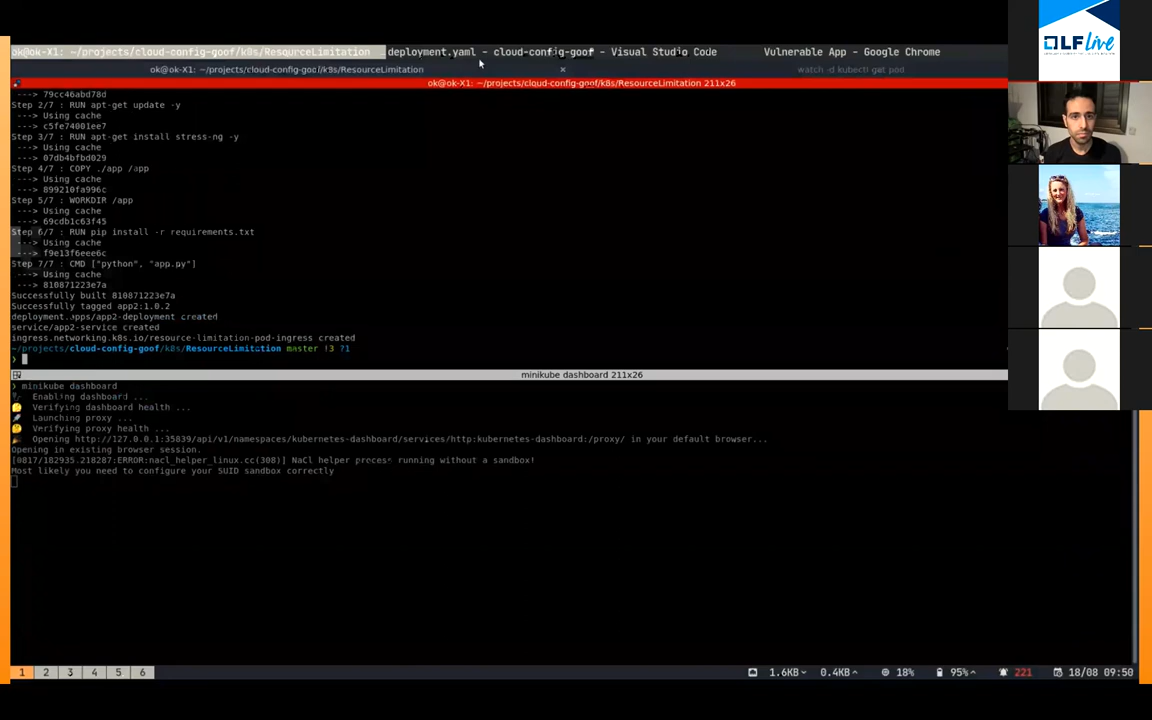 ok@ok-X1: ~/projects/cloud-config-goof/k8s/ResourceLimitation
deployment.yaml - cloud-config-goof - Visual Studio Code
Vulnerable App - Google Chrome
ok@ok-X1: ~/projects/cloud-config-goof/k8s/ResourceLimitation
×
watch -d kubectl get pod
ok@ok-X1: ~/projects/cloud-config-goof/k8s/ResourceLimitation 211x26
---> 79cc46abd78d
Step 2/7 : RUN apt-get update -y
---> Using cache
---> c5fe74001ee7
Step 3/7 : RUN apt-get install stress-ng -y
---> Using cache
---> 07db4bfbd029
Step 4/7 : COPY ./app /app
---> Using cache
---> 899210fa996c
Step 5/7 : WORKDIR /app
---> Using cache
---> 69cdb1c63f45
Step 6/7 : RUN pip install -r requirements.txt
---> Using cache
---> f9e13f6eee6c
Step 7/7 : CMD ["python", "app.py"]
---> Using cache
---> 810871223e7a
Successfully built 810871223e7a
Successfully tagged app2:1.0.2
deployment.apps/app2-deployment created
service/app2-service created
ingress.networking.k8s.io/resource-limitation-pod-ingress created
~/projects/cloud-config-goof/k8s/ResourceLimitation master !3 ?1
❯
minikube dashboard 211x26
❯ minikube dashboard
Enabling dashboard ...
Verifying dashboard health ...
Launching proxy ...
Verifying proxy health ...
Opening http://127.0.0.1:35839/api/v1/namespaces/kubernetes-dashboard/services/http:kubernetes-dashboard:/proxy/ in your default browser...
Opening in existing browser session.
[0817/182935.218287:ERROR:nacl_helper_linux.cc(308)] NaCl helper process running without a sandbox!
Most likely you need to configure your SUID sandbox correctly
1 2 3 4 5 6
1.6KB 0.4KB 18% 95% 221 18/08 09:50
LF Live